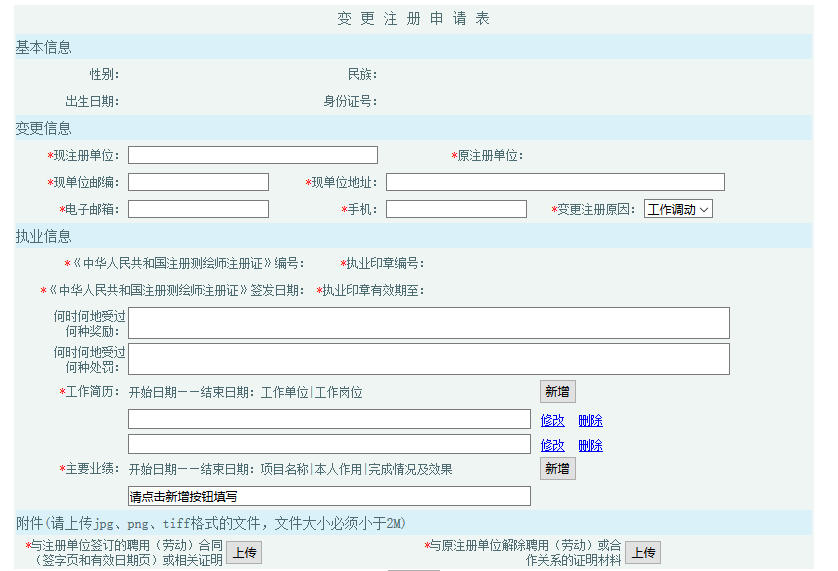 变 更 注 册 申 请 表
基本信息
性别： 民族：
出生日期： 身份证号：
变更信息
*现注册单位： *原注册单位：
*现单位邮编： *现单位地址：
*电子邮箱： *手机： *变更注册原因： 工作调动
执业信息
*《中华人民共和国注册测绘师注册证》编号： *执业印章编号：
*《中华人民共和国注册测绘师注册证》签发日期： *执业印章有效期至：
何时何地受过
何种奖励：
何时何地受过
何种处罚：
*工作简历： 开始日期－－结束日期：工作单位|工作岗位 新增
修改 删除
修改 删除
*主要业绩： 开始日期－－结束日期：项目名称|本人作用|完成情况及效果 新增
请点击新增按钮填写
附件(请上传jpg、png、tiff格式的文件，文件大小必须小于2M)
*与注册单位签订的聘用（劳动）合同
（签字页和有效日期页）或相关证明 上传
*与原注册单位解除聘用（劳动）或合
作关系的证明材料 上传